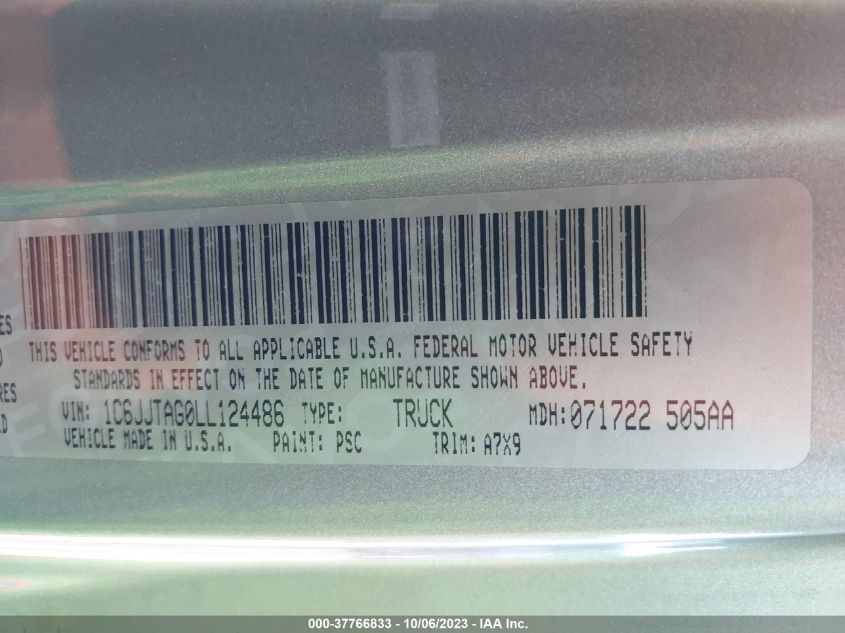 ES
THIS VEHICLE CONFORMS TO ALL APPLICABLE U.S.A. FEDERAL MOTOR VEHICLE SAFETY
STANDARDS IN EFFECT ON THE DATE OF MANUFACTURE SHOWN ABOVE.
RES
VIN: 1C6JJTAG0LL124486 TYPE: TRUCK MDH:071722 505AA
VEHICLE MADE IN U.S.A. PAINT: PSC TRIM: A7X9
000-37766833 - 10/06/2023 - IAA Inc.